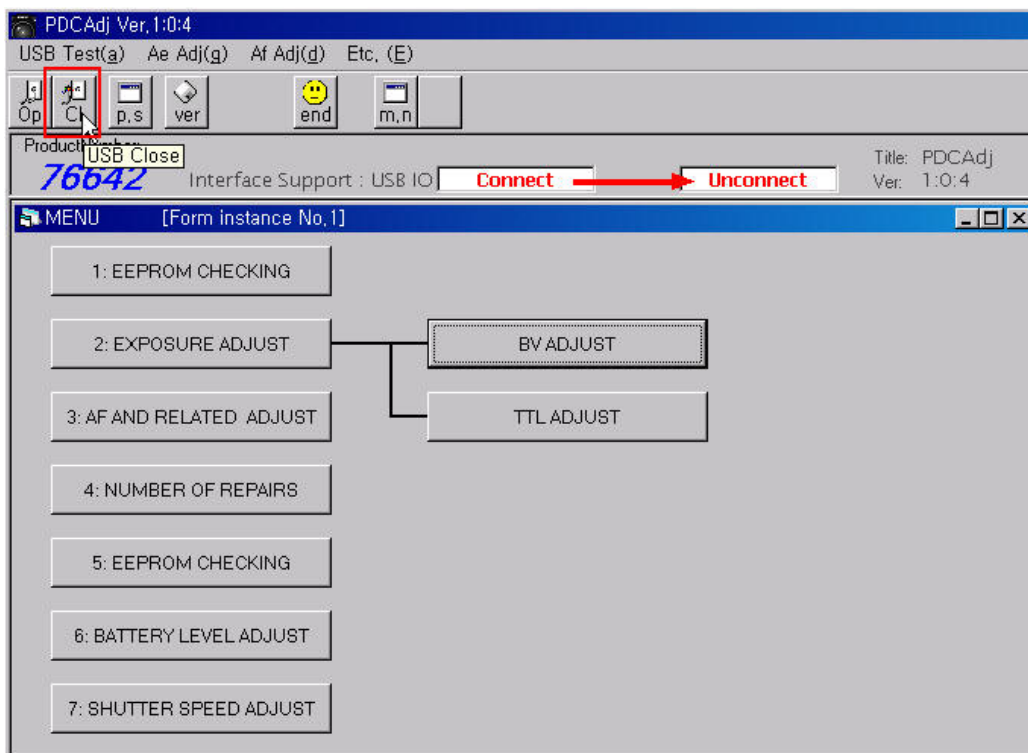 PDCAdj Ver,1:0:4
USB Test(a) Ae Adj(g) Af Adj(d) Etc, (E)
Op p,s ver end m,n
USB Close
76642 Interface Support : USB IO Connect Unconnect
Title: PDCAdj
Ver: 1:0:4
MENU [Form instance No,1]
1: EEPROM CHECKING
2: EXPOSURE ADJUST BV ADJUST
3: AF AND RELATED ADJUST TTL ADJUST
4: NUMBER OF REPAIRS
5: EEPROM CHECKING
6: BATTERY LEVEL ADJUST
7: SHUTTER SPEED ADJUST